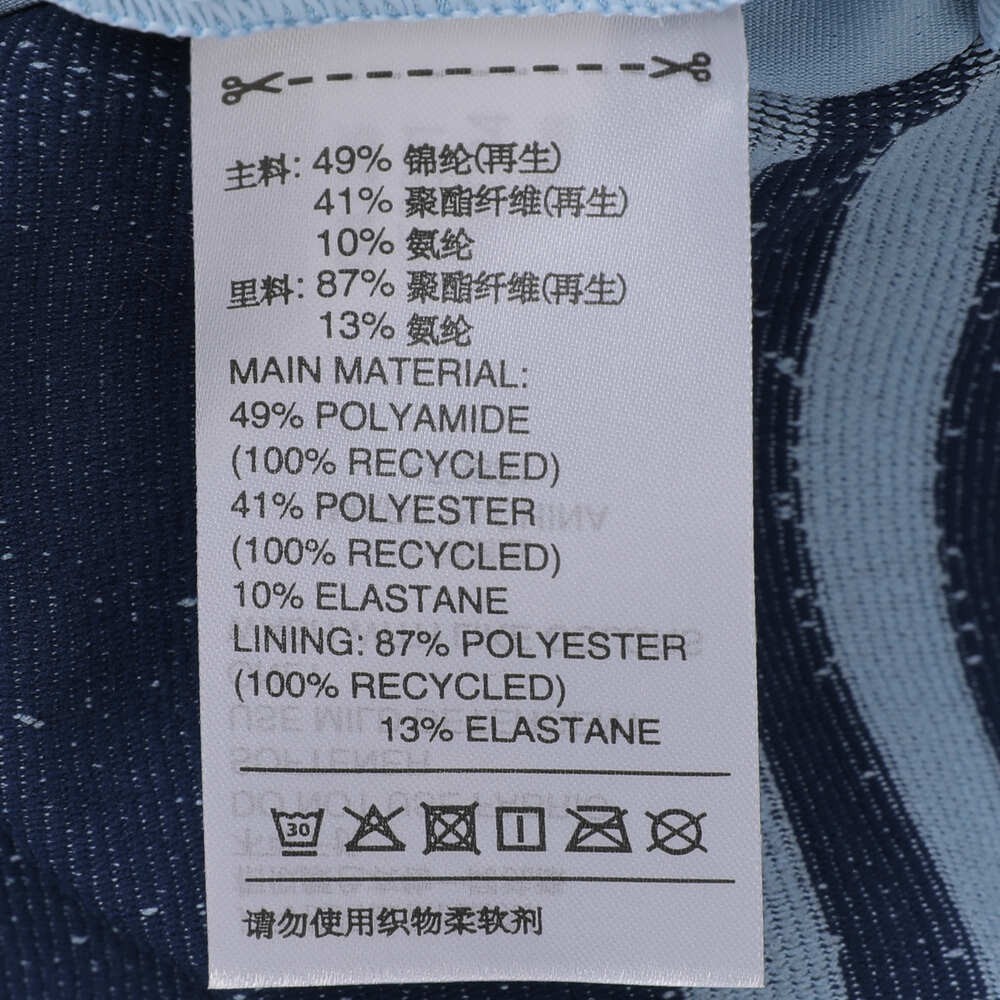 主料: 49% 锦纶(再生)
41% 聚酯纤维(再生)
10% 氨纶
里料: 87% 聚酯纤维(再生)
13% 氨纶
MAIN MATERIAL:
49% POLYAMIDE
(100% RECYCLED)
41% POLYESTER
(100% RECYCLED)
10% ELASTANE
LINING: 87% POLYESTER
(100% RECYCLED)
13% ELASTANE
30
请勿使用织物柔软剂